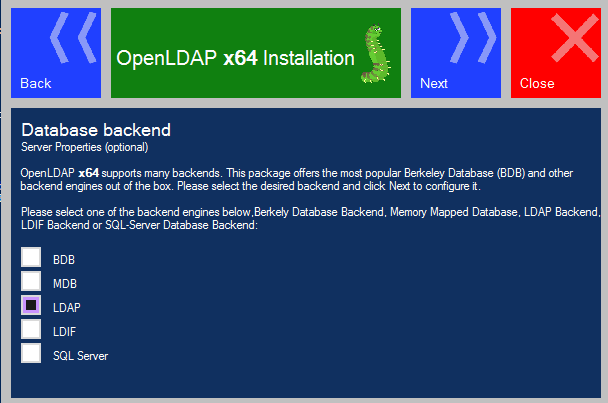 Back
OpenLDAP x64 Installation
Next
Close
Database backend
Server Properties (optional)
OpenLDAP x64 supports many backends. This package offers the most popular Berkeley Database (BDB) and other
backend engines out of the box. Please select the desired backend and click Next to configure it.
Please select one of the backend engines below,Berkely Database Backend, Memory Mapped Database, LDAP Backend,
LDIF Backend or SQL-Server Database Backend:
BDB
MDB
LDAP
LDIF
SQL Server